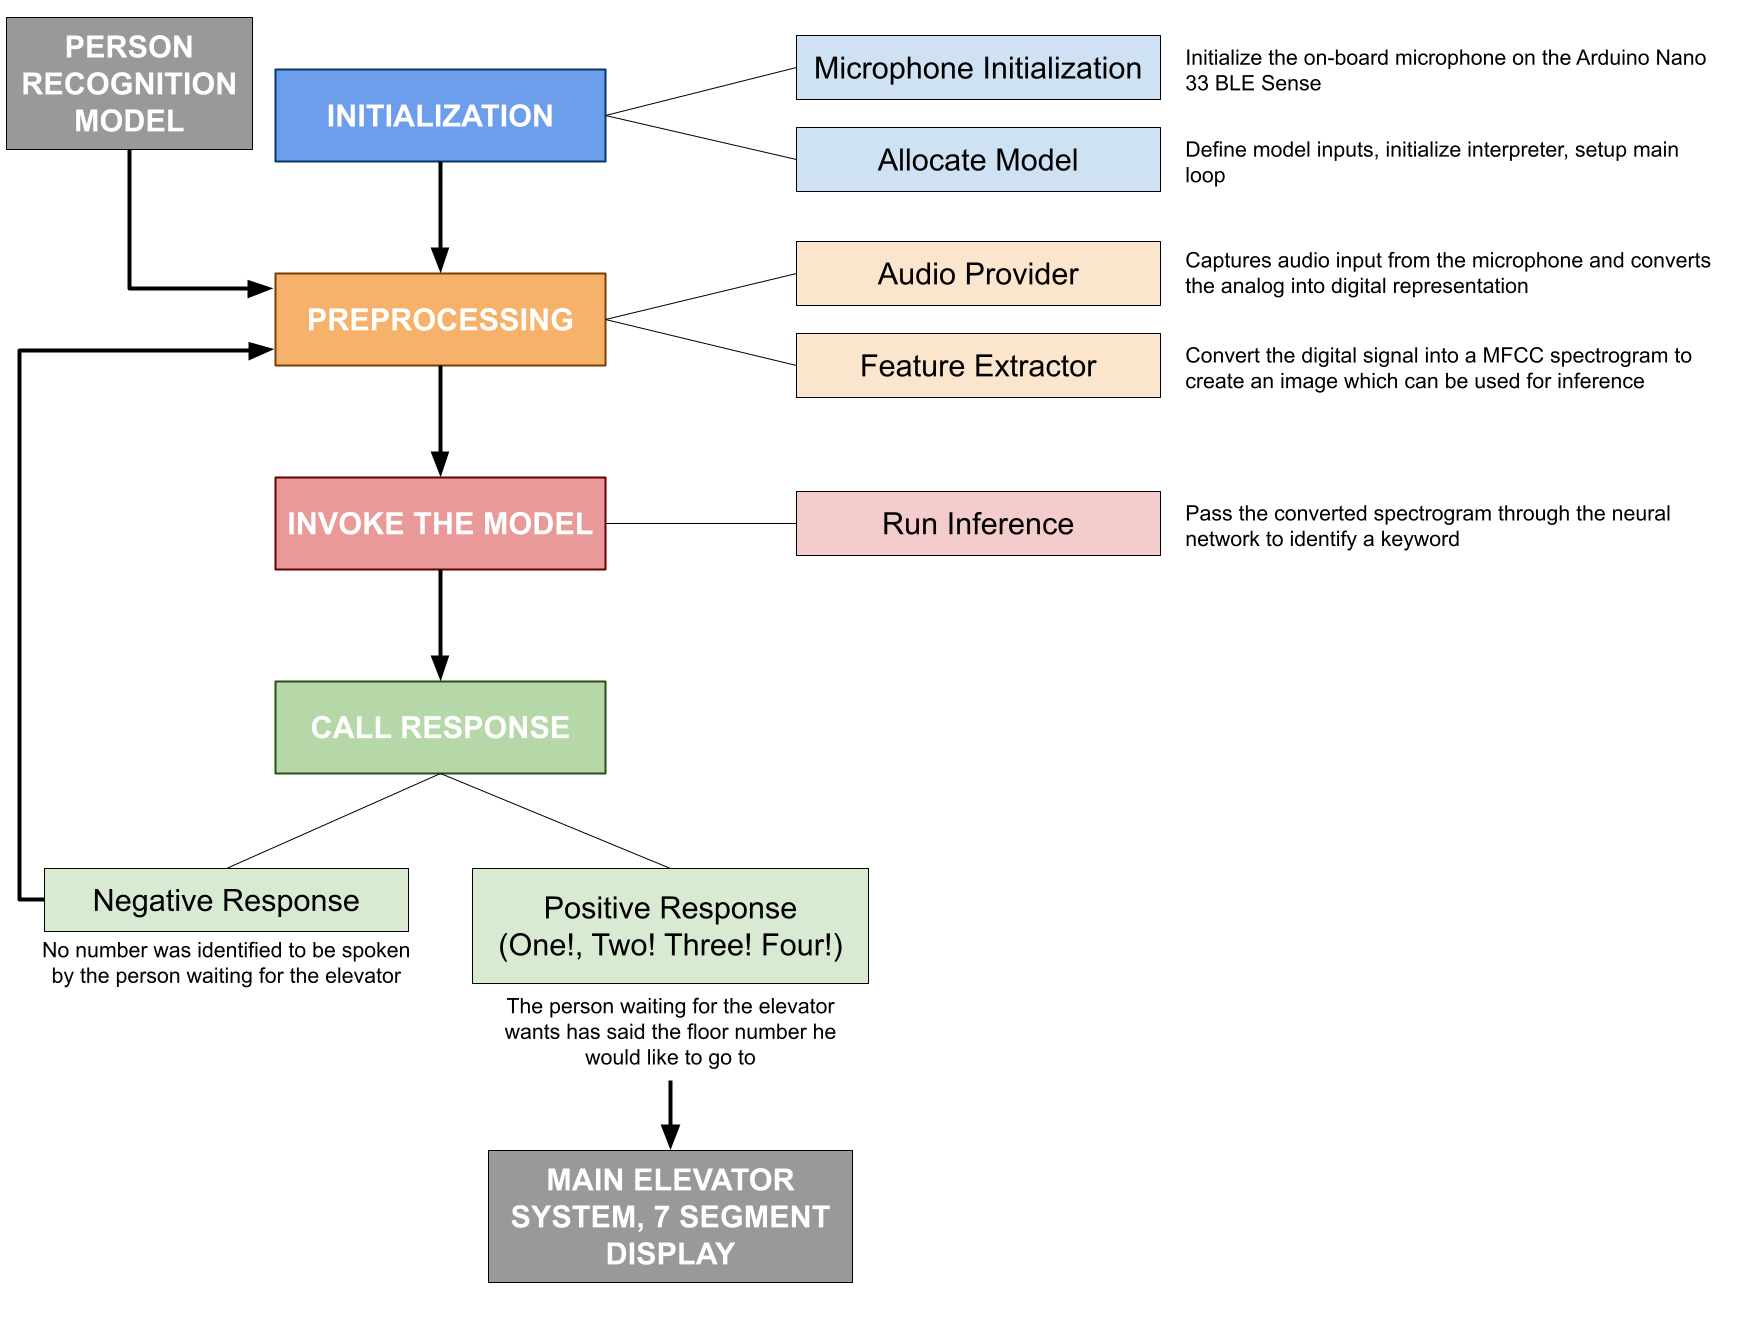 PERSON
RECOGNITION
MODEL
INITIALIZATION
Microphone Initialization
Initialize the on-board microphone on the Arduino Nano
33 BLE Sense
Allocate Model
Define model inputs, initialize interpreter, setup main
loop
PREPROCESSING
Audio Provider
Captures audio input from the microphone and converts
the analog into digital representation
Feature Extractor
Convert the digital signal into a MFCC spectrogram to
create an image which can be used for inference
INVOKE THE MODEL
Run Inference
Pass the converted spectrogram through the neural
network to identify a keyword
CALL RESPONSE
Negative Response
No number was identified to be spoken
by the person waiting for the elevator
Positive Response
(One!, Two! Three! Four!)
The person waiting for the elevator
wants has said the floor number he
would like to go to
MAIN ELEVATOR
SYSTEM, 7 SEGMENT
DISPLAY